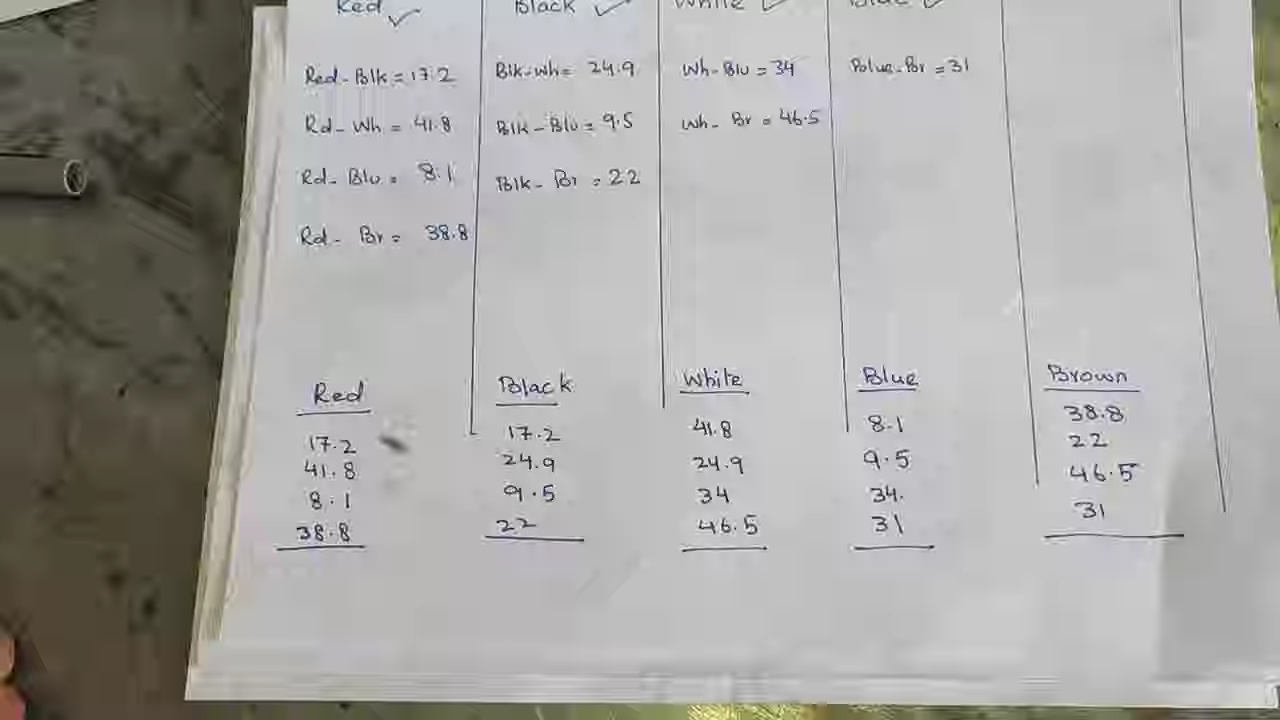 Red Black White Blue
Red-Blk = 17.2 Blk-Wh = 24.9 Wh-Blu = 34 Blue-Br = 31
Rd-Wh = 41.8 Blk-Blu = 9.5 Wh-Br = 46.5
Rd-Blu = 8.1 Blk-Br = 22
Rd-Br = 38.8
Red Black White Blue Brown
17.2 17.2 41.8 8.1 38.8
41.8 24.9 24.9 9.5 22
8.1 9.5 34 34. 46.5
38.8 22 46.5 31 31